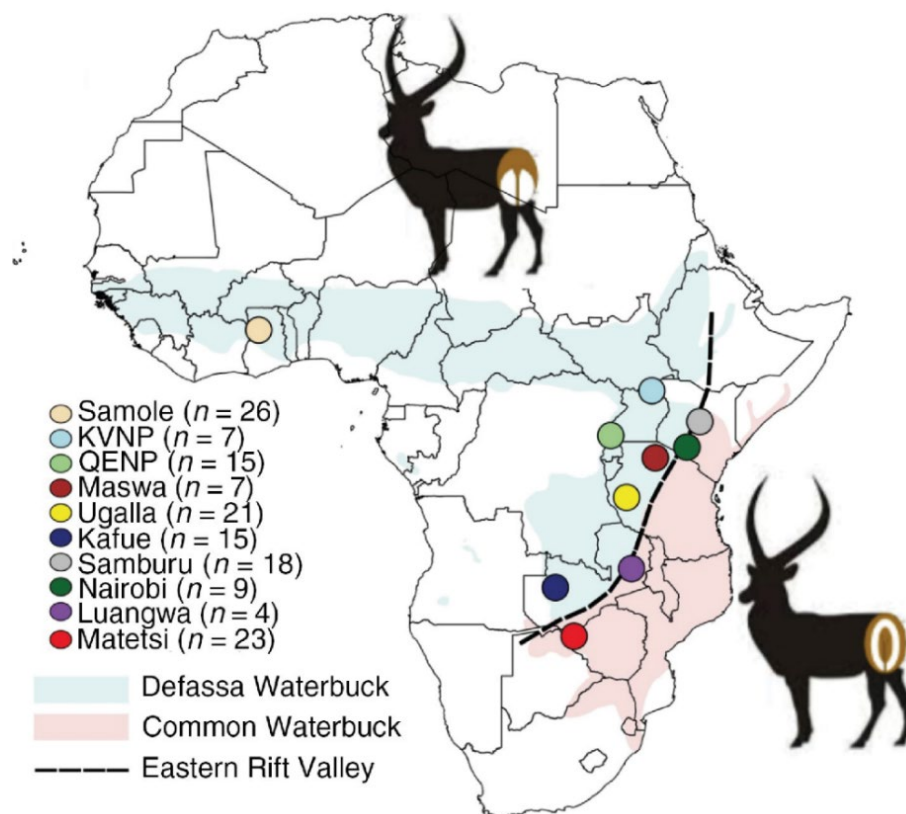 Samole (n = 26)
KVNP (n = 7)
QENP (n = 15)
Maswa (n = 7)
Ugalla (n = 21)
Kafue (n = 15)
Samburu (n = 18)
Nairobi (n = 9)
Luangwa (n = 4)
Matetsi (n = 23)
Defassa Waterbuck
Common Waterbuck
Eastern Rift Valley